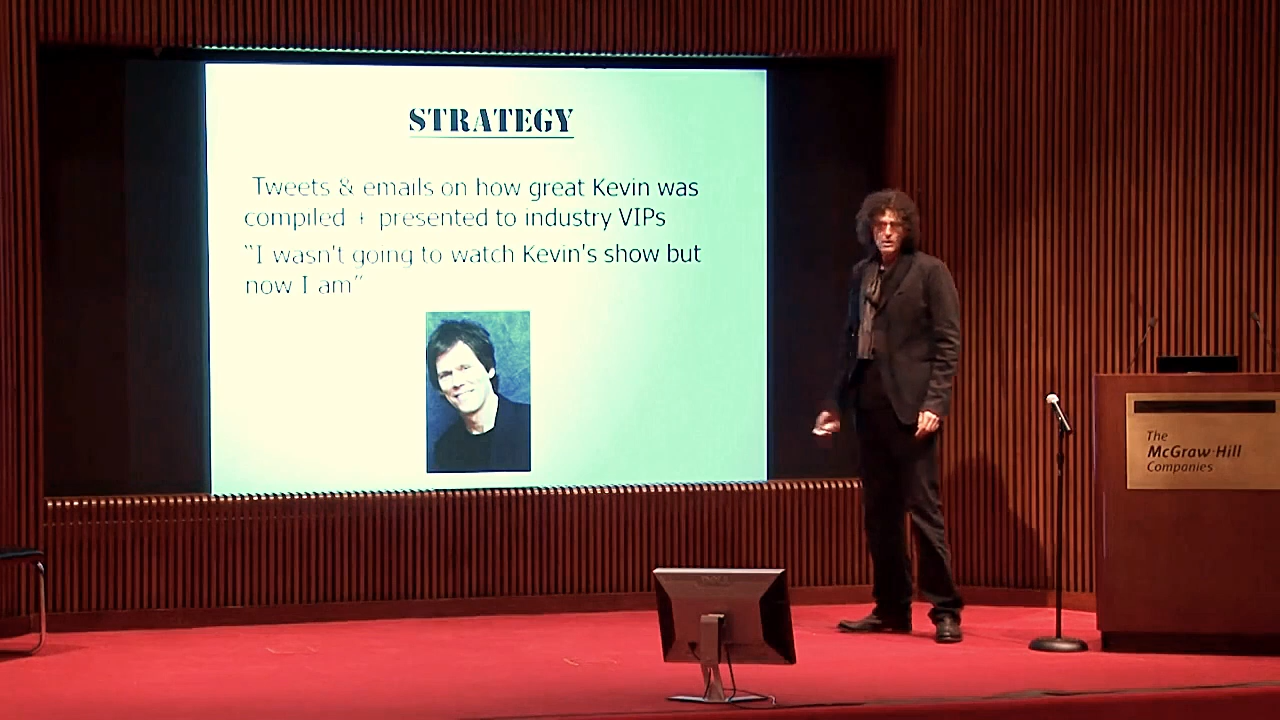 STRATEGY
Tweets & emails on how great Kevin was
compiled + presented to industry VIPs
“I wasn't going to watch Kevin's show but
now I am”
The
McGraw·Hill
Companies